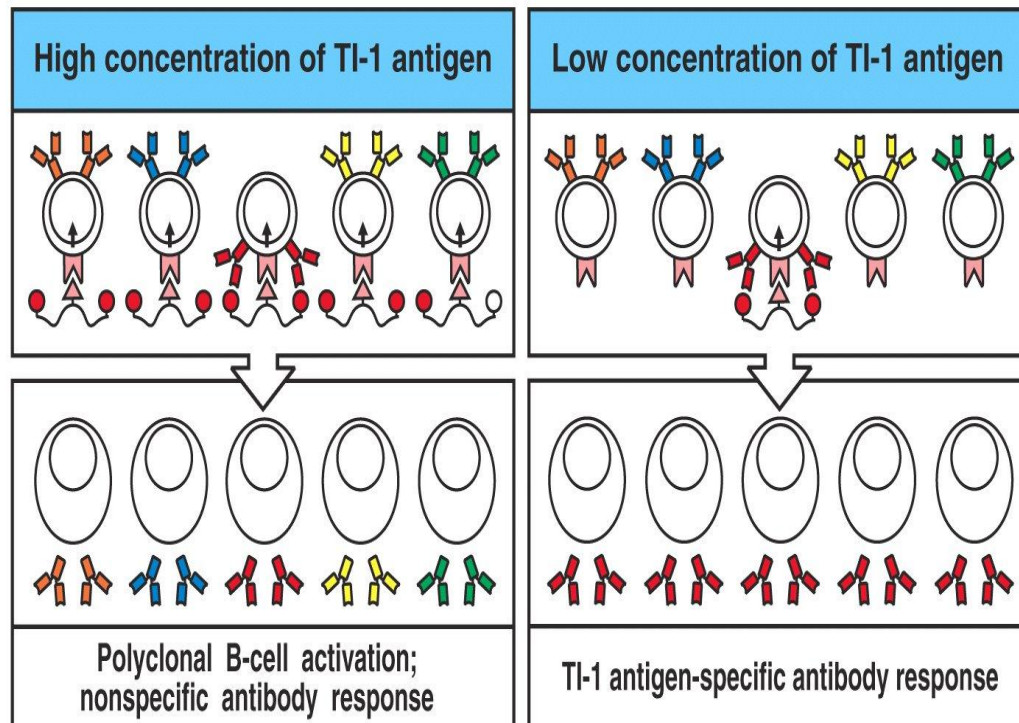 High concentration of TI-1 antigen
Low concentration of TI-1 antigen
Polyclonal B-cell activation;
nonspecific antibody response
TI-1 antigen-specific antibody response